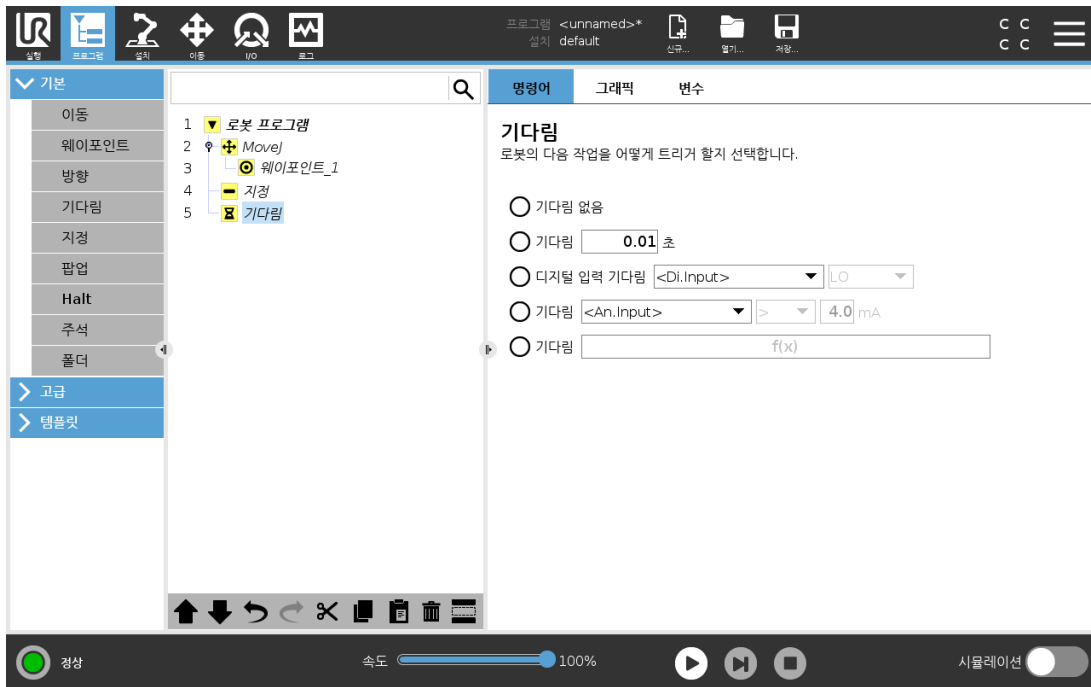 프로그램 <unnamed>*
설치 default
C C
C C
실행 프로그램 설치 이동 I/O 로그 신규... 열기... 저장...
기본
이동
웨이포인트
방향
기다림
지정
팝업
Halt
주석
폴더
고급
템플릿
1 로봇 프로그램
2 MoveJ
3 웨이포인트_1
4 지정
5 기다림
명령어 그래픽 변수
기다림
로봇의 다음 작업을 어떻게 트리거 할지 선택합니다.
기다림 없음
기다림 0.01 초
디지털 입력 기다림 <Di.Input> LO
기다림 <An.Input> > 4.0 mA
기다림 f(x)
정상 속도 100% 시뮬레이션